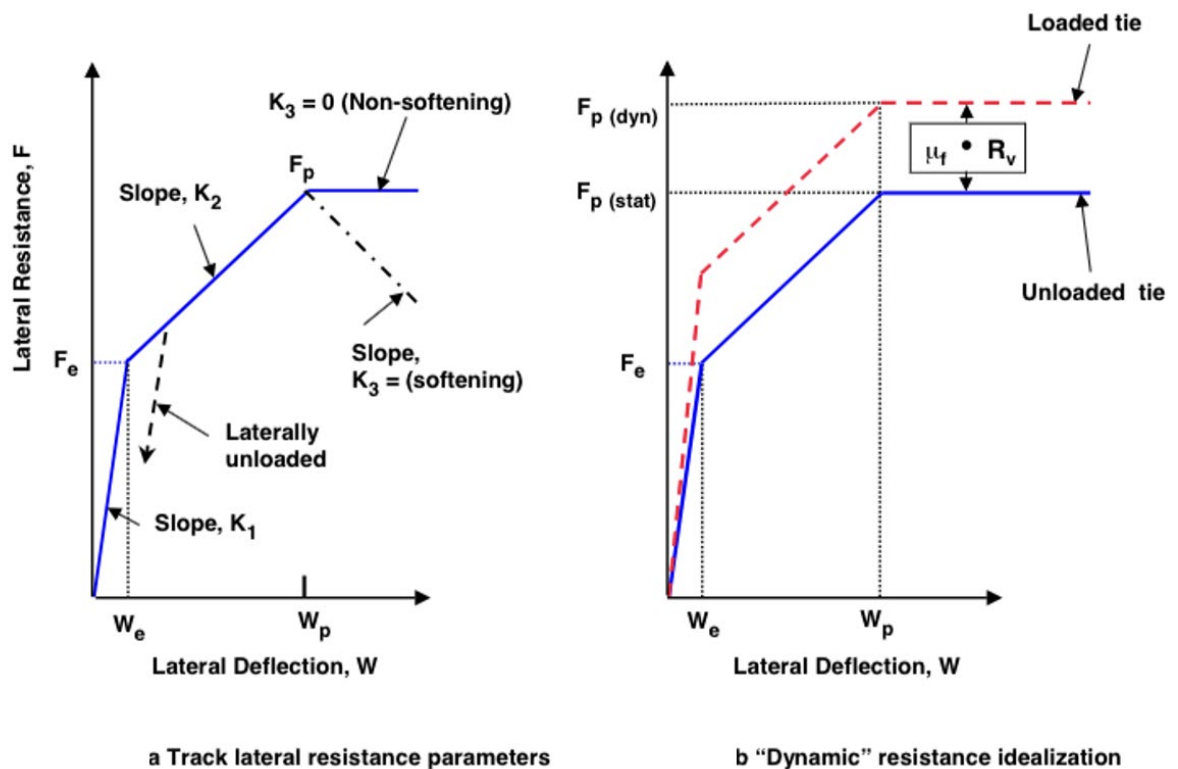 Lateral Resistance, F
K3 = 0 (Non-softening)
Fp
Slope, K2
Fe
Slope,
K3 = (softening)
Laterally
unloaded
Slope, K1
We
Wp
Lateral Deflection, W
a Track lateral resistance parameters
Loaded tie
Fp (dyn)
μf • Rv
Fp (stat)
Unloaded tie
Fe
We
Wp
Lateral Deflection, W
b “Dynamic” resistance idealization